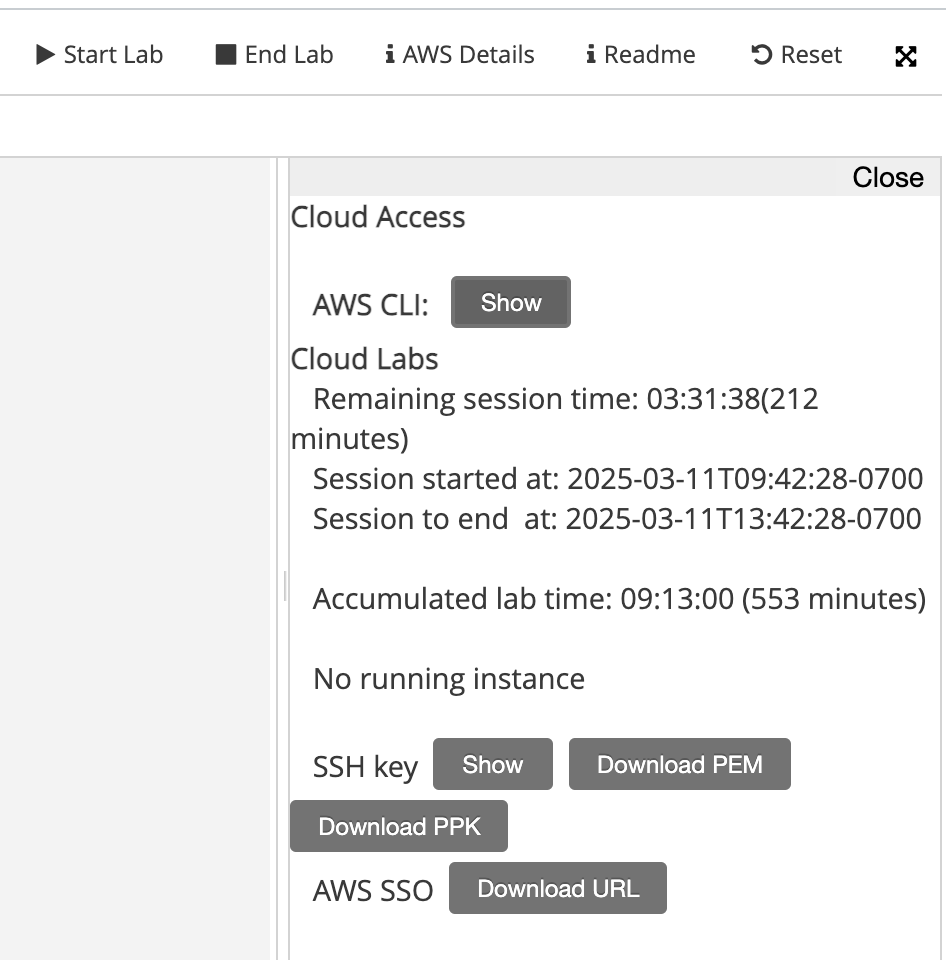 Start Lab End Lab AWS Details Readme Reset
Close
Cloud Access
AWS CLI: Show
Cloud Labs
Remaining session time: 03:31:38(212
minutes)
Session started at: 2025-03-11T09:42:28-0700
Session to end at: 2025-03-11T13:42:28-0700
Accumulated lab time: 09:13:00 (553 minutes)
No running instance
SSH key Show Download PEM
Download PPK
AWS SSO Download URL